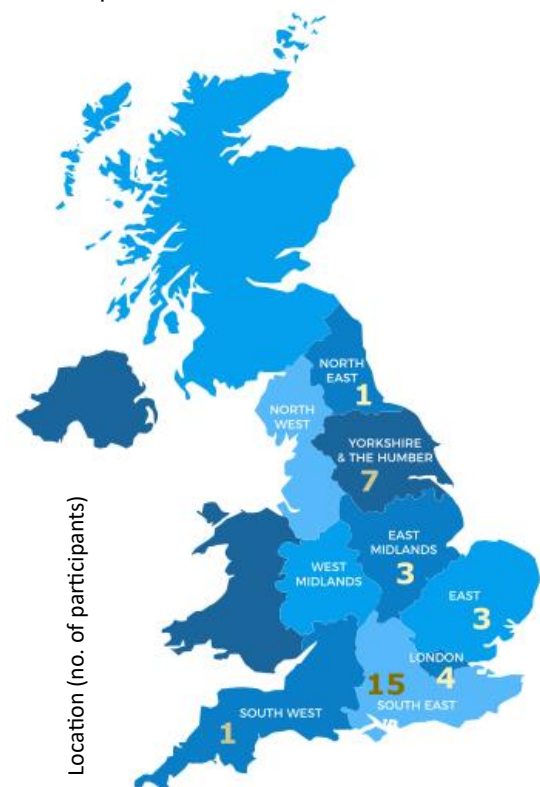 NORTH
EAST
1
NORTH
WEST
YORKSHIRE
& THE HUMBER
7
EAST
MIDLANDS
3
WEST
MIDLANDS
EAST
3
LONDON
4
15
SOUTH EAST
SOUTH WEST
1
Location (no. of participants)